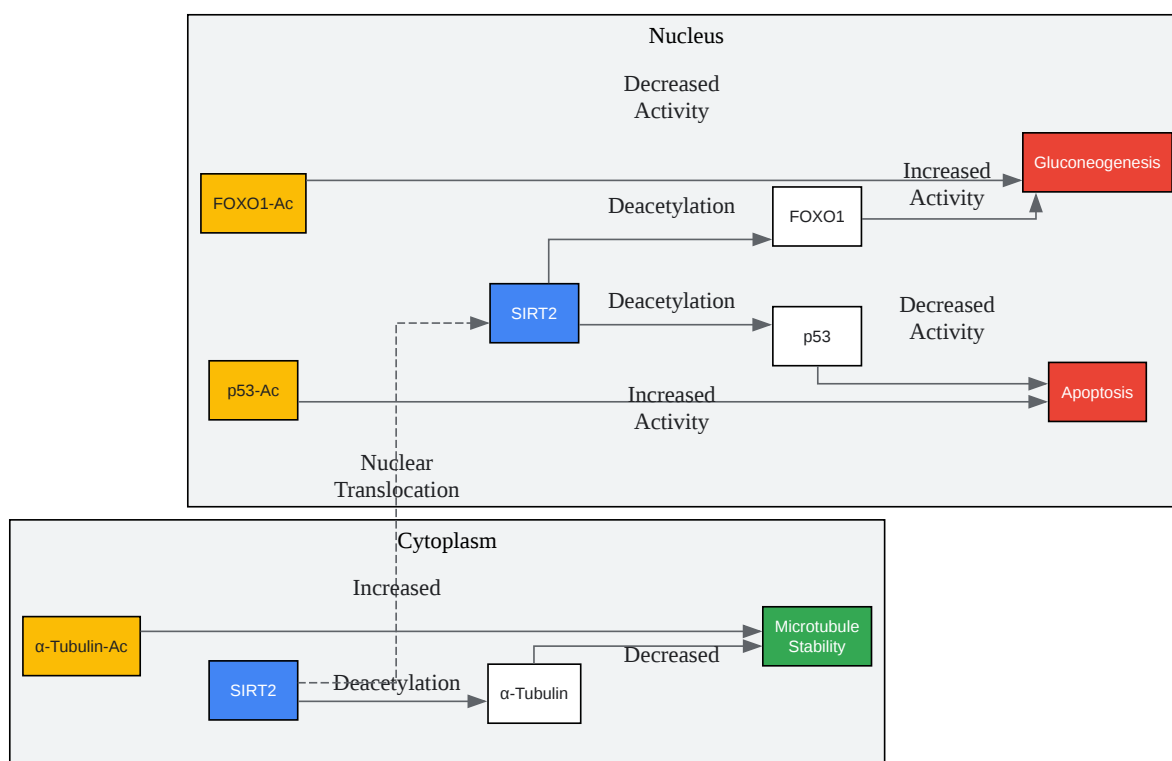 Nucleus
Decreased
Activity
FOXO1-Ac
Gluconeogenesis
Increased
Activity
Deacetylation
FOXO1
SIRT2
Deacetylation
p53
Decreased
Activity
p53-Ac
Increased
Activity
Apoptosis
Nuclear
Translocation
Cytoplasm
Increased
α-Tubulin-Ac
Microtubule
Stability
Decreased
SIRT2
Deacetylation
α-Tubulin